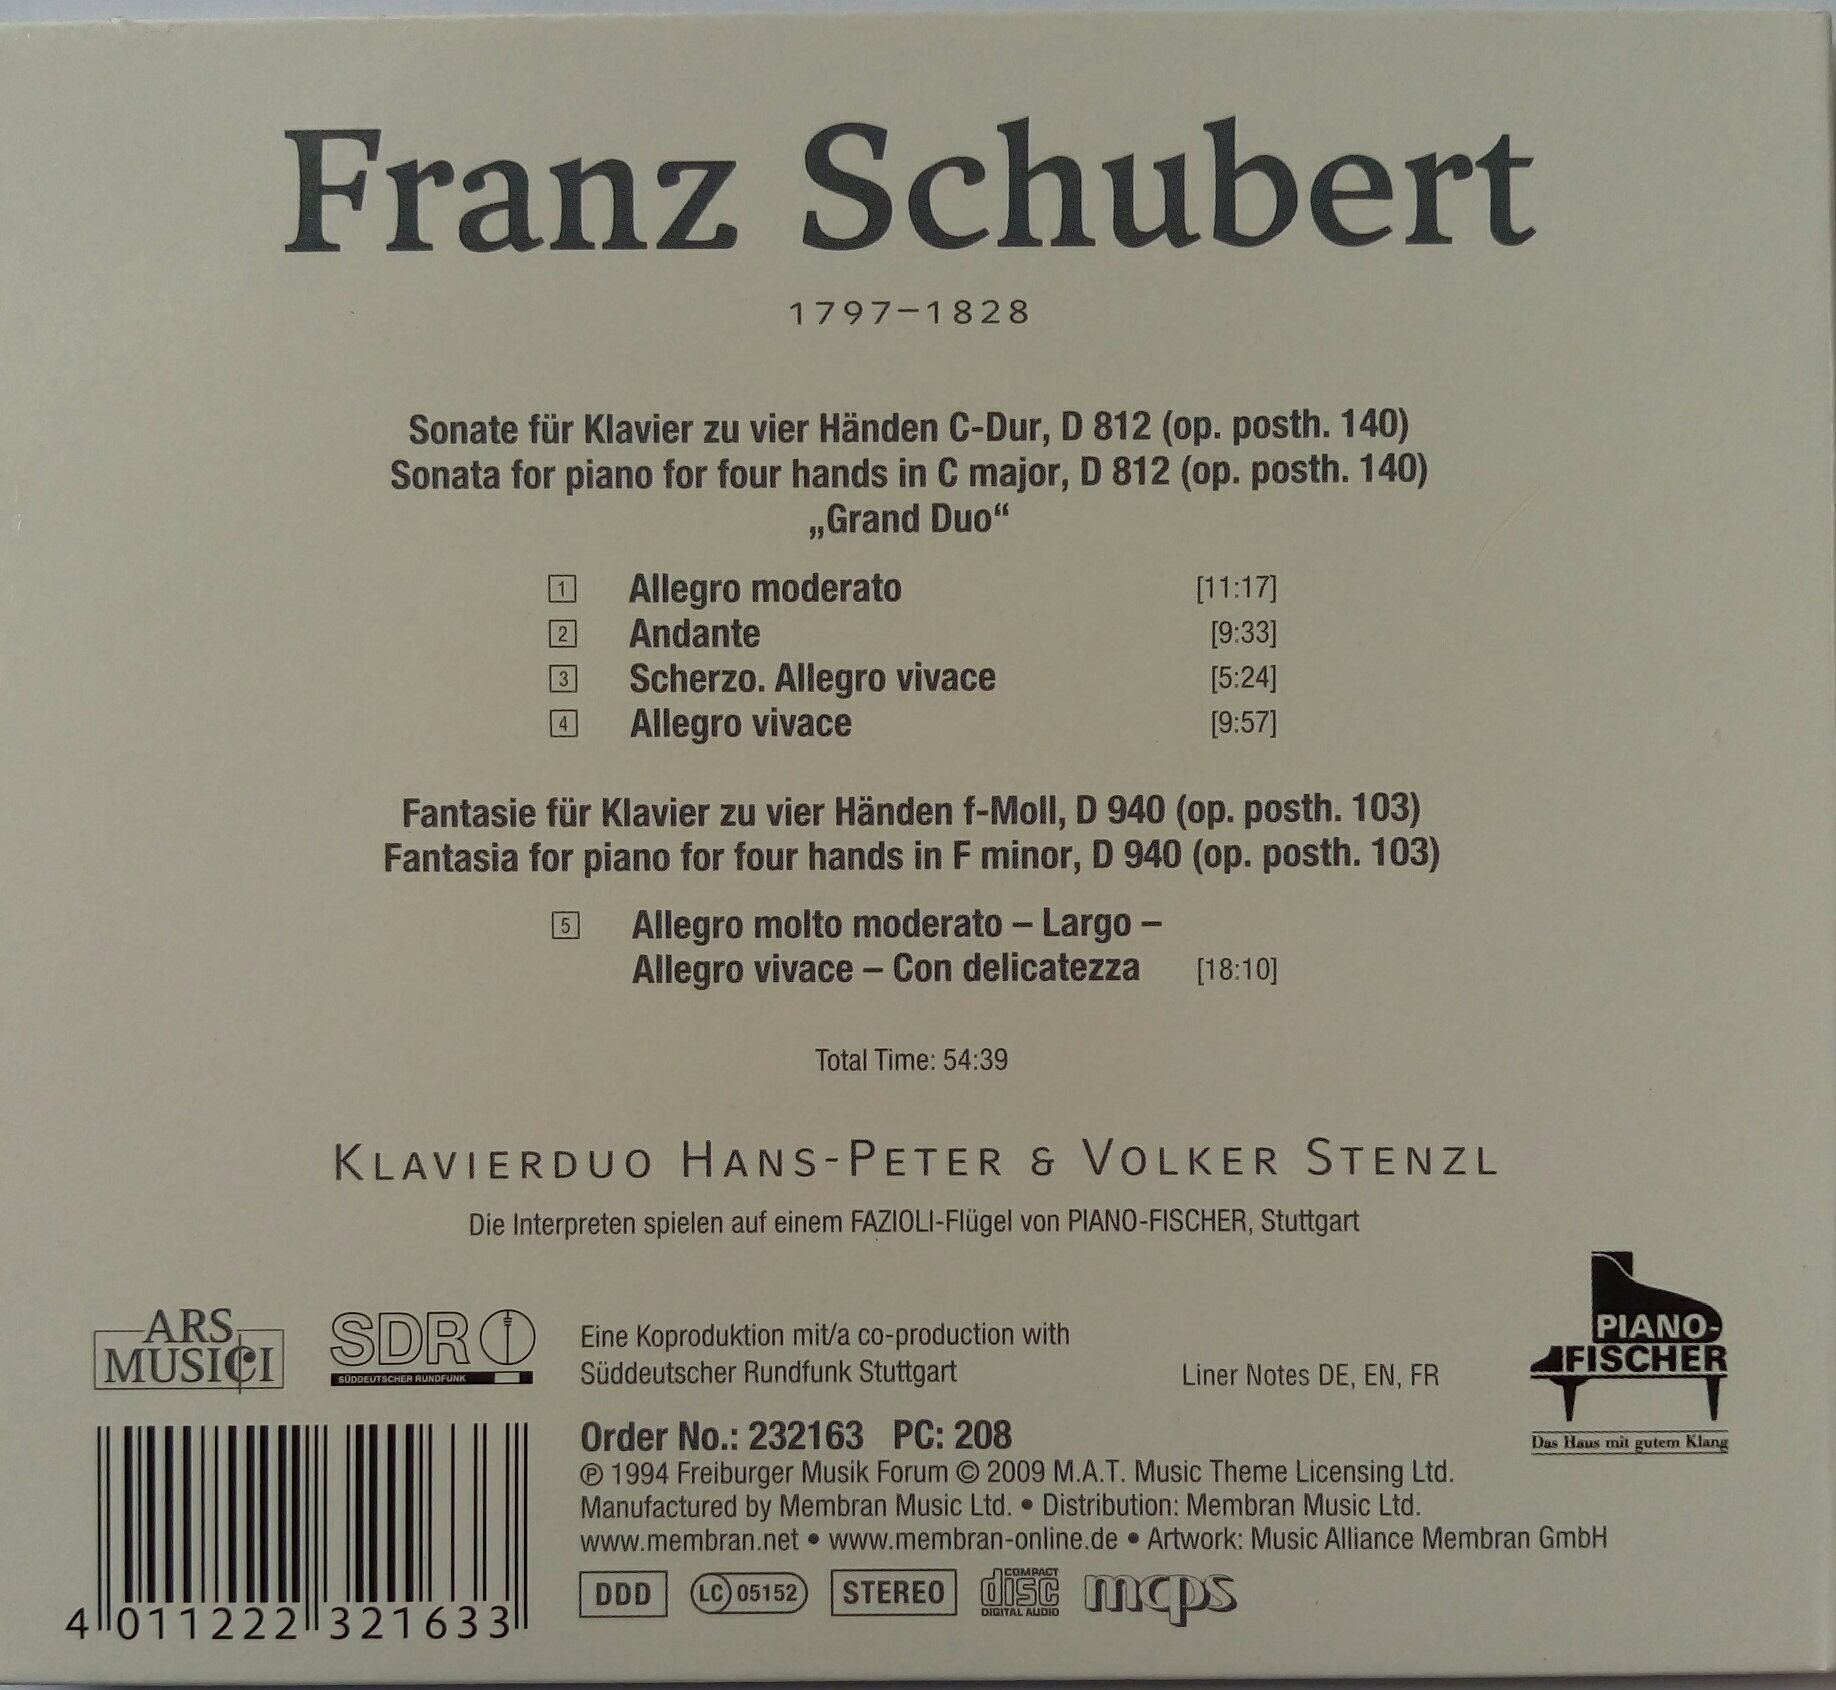 Franz Schubert
1797–1828
Sonate für Klavier zu vier Händen C-Dur, D 812 (op. posth. 140)
Sonata for piano for four hands in C major, D 812 (op. posth. 140)
„Grand Duo“
1 Allegro moderato [11:17]
2 Andante [9:33]
3 Scherzo. Allegro vivace [5:24]
4 Allegro vivace [9:57]
Fantasie für Klavier zu vier Händen f-Moll, D 940 (op. posth. 103)
Fantasia for piano for four hands in F minor, D 940 (op. posth. 103)
5 Allegro molto moderato – Largo –
Allegro vivace – Con delicatezza [18:10]
Total Time: 54:39
KLAVIERDUO HANS-PETER & VOLKER STENZL
Die Interpreten spielen auf einem FAZIOLI-Flügel von PIANO-FISCHER, Stuttgart
ARS
MUSICI
SDR
SÜDDEUTSCHER RUNDFUNK
Eine Koproduktion mit/a co-production with
Süddeutscher Rundfunk Stuttgart
Liner Notes DE, EN, FR
PIANO-
FISCHER
Das Haus mit gutem Klang
Order No.: 232163 PC: 208
℗ 1994 Freiburger Musik Forum © 2009 M.A.T. Music Theme Licensing Ltd.
Manufactured by Membran Music Ltd. • Distribution: Membran Music Ltd.
www.membran.net • www.membran-online.de • Artwork: Music Alliance Membran GmbH
DDD LC 05152 STEREO COMPACT disc DIGITAL AUDIO mcps
4 011222 321633